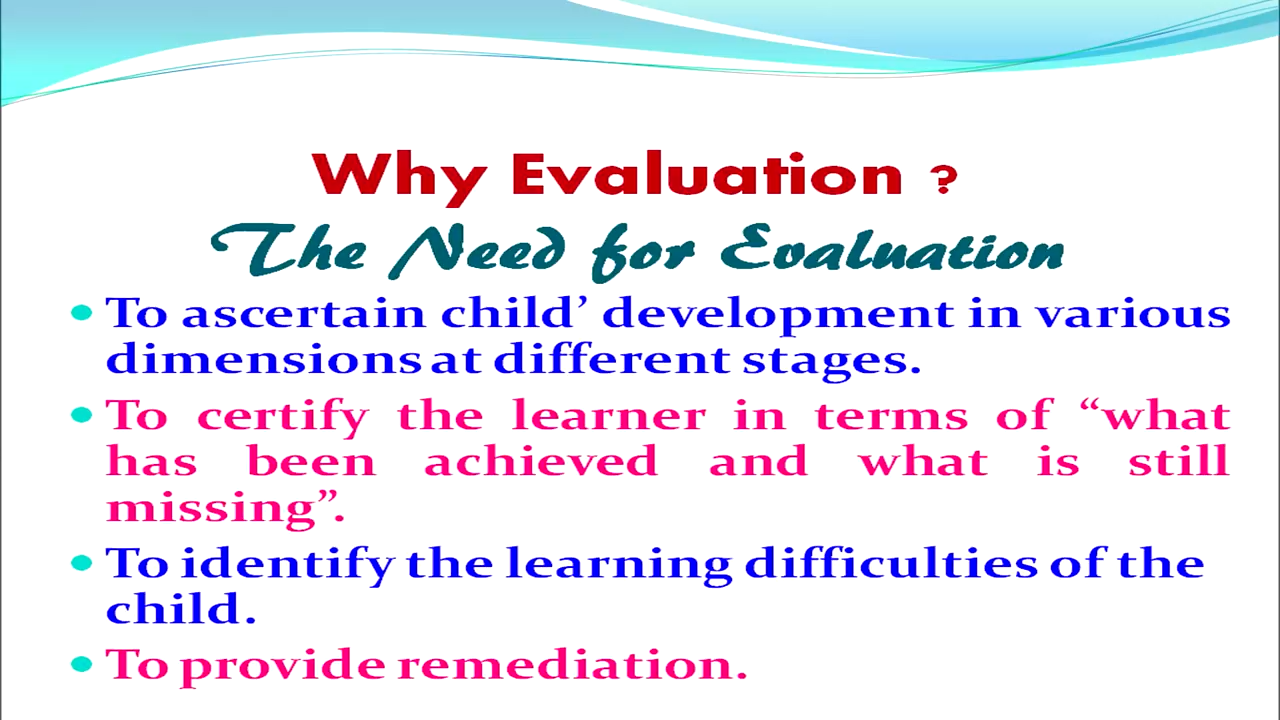 Why Evaluation ?
The Need for Evaluation
• To ascertain child’ development in various
dimensions at different stages.
• To certify the learner in terms of “what
has been achieved and what is still
missing”.
• To identify the learning difficulties of the
child.
• To provide remediation.